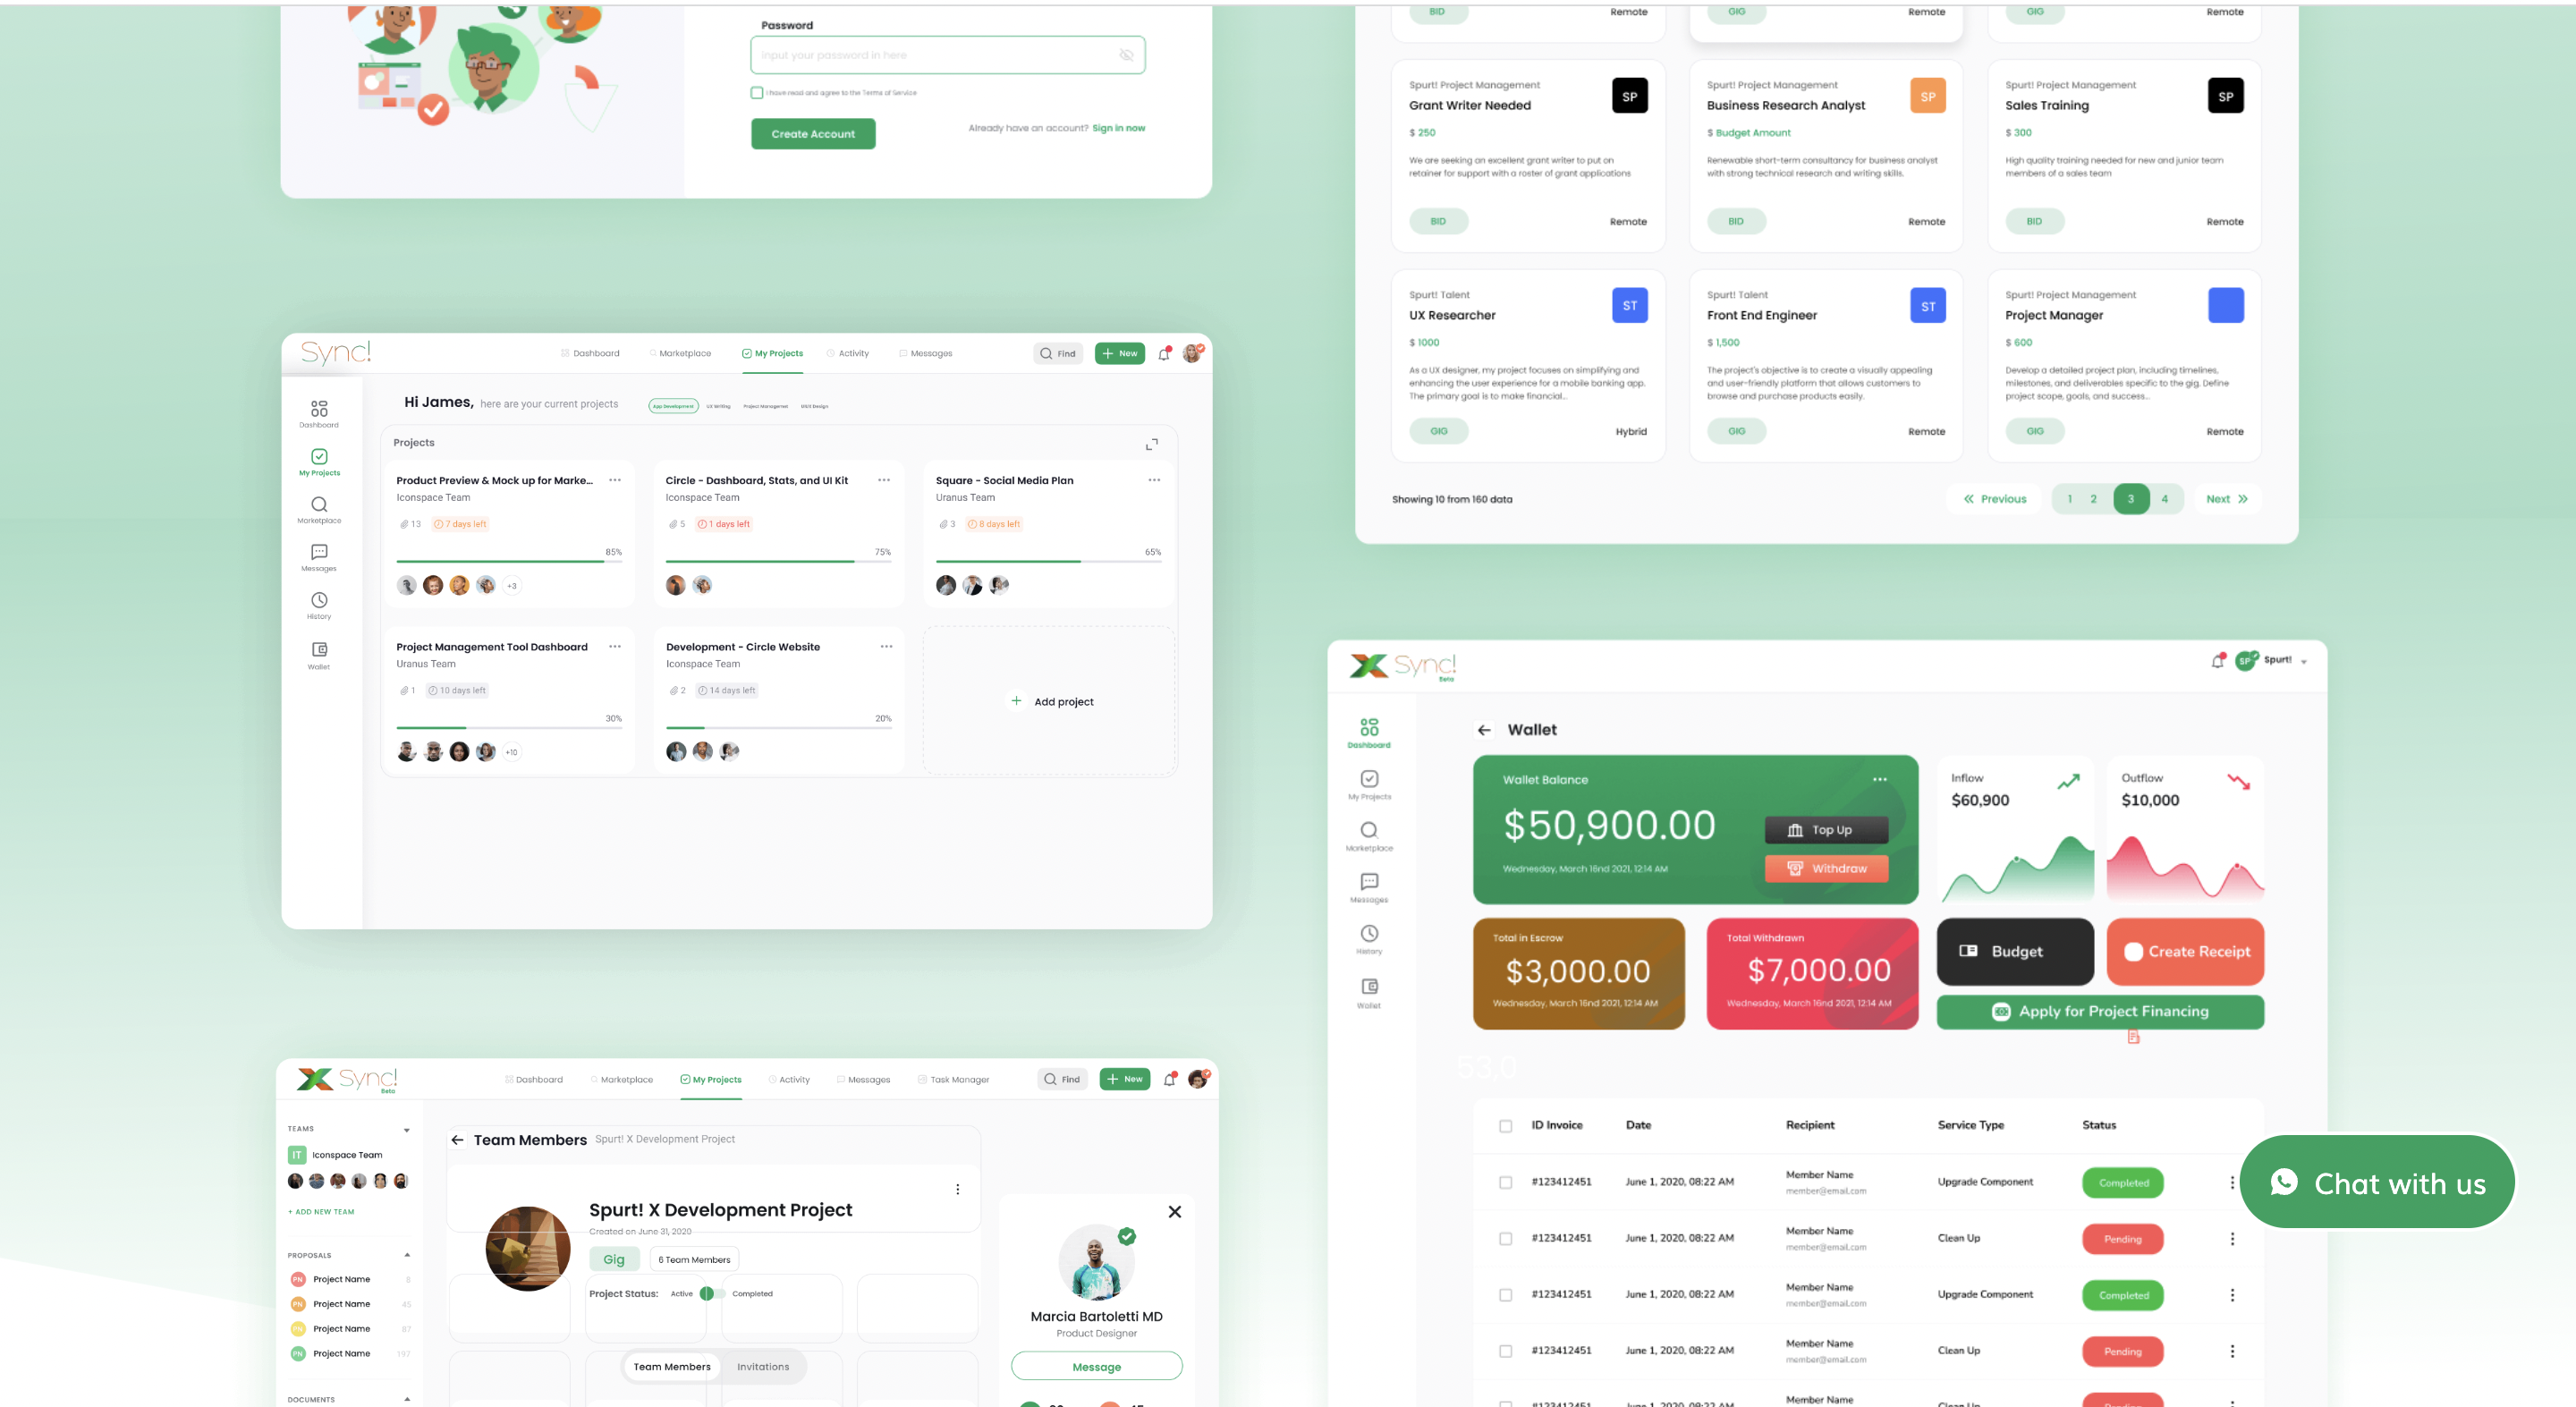 Password
Input your password in here
I have read and agree to the Terms of Service
Create Account
Already have an account? Sign in now
Sync!
Dashboard
Marketplace
My Projects
Activity
Messages
Find
New
Dashboard
My Projects
Marketplace
Messages
History
Wallet
Hi James, here are your current projects
App Development
UX Writing
Project Managemet
UI/UX Design
Projects
Product Preview & Mock up for Marke...
Iconspace Team
13
7 days left
85%
+3
Circle - Dashboard, Stats, and UI Kit
Iconspace Team
5
1 days left
75%
Square - Social Media Plan
Uranus Team
3
8 days left
65%
Project Management Tool Dashboard
Uranus Team
1
10 days left
30%
+10
Development - Circle Website
Iconspace Team
2
14 days left
20%
Add project
Sync!
Beta
Dashboard
Marketplace
My Projects
Activity
Messages
Task Manager
Find
New
TEAMS
IT Iconspace Team
+ ADD NEW TEAM
PROPOSALS
PN Project Name 8
PN Project Name 45
PN Project Name 87
PN Project Name 197
DOCUMENTS
Team Members Spurt! X Development Project
Spurt! X Development Project
Created on June 31, 2020
Gig
6 Team Members
Project Status: Active Completed
Team Members
Invitations
Marcia Bartoletti MD
Product Designer
Message
BID
Remote
GIG
Remote
GIG
Remote
Spurt! Project Management
Grant Writer Needed
SP
$ 250
We are seeking an excellent grant writer to put on
retainer for support with a roster of grant applications
BID
Remote
Spurt! Project Management
Business Research Analyst
SP
$ Budget Amount
Renewable short-term consultancy for business analyst
with strong technical research and writing skills.
BID
Remote
Spurt! Project Management
Sales Training
SP
$ 300
High quality training needed for new and junior team
members of a sales team
BID
Remote
Spurt! Talent
UX Researcher
ST
$ 1000
As a UX designer, my project focuses on simplifying and
enhancing the user experience for a mobile banking app.
The primary goal is to make financial...
GIG
Hybrid
Spurt! Talent
Front End Engineer
ST
$ 1,500
The project's objective is to create a visually appealing
and user-friendly platform that allows customers to
browse and purchase products easily.
GIG
Remote
Spurt! Project Management
Project Manager
$ 600
Develop a detailed project plan, including timelines,
milestones, and deliverables specific to the gig. Define
project scope, goals, and success...
GIG
Remote
Showing 10 from 160 data
Previous
1 2 3 4
Next
Sync!
Beta
SP Spurt!
Dashboard
My Projects
Marketplace
Messages
History
Wallet
Wallet
Wallet Balance
$50,900.00
Wednesday, March 16nd 2021, 12:14 AM
Top Up
Withdraw
Inflow
$60,900
Outflow
$10,000
Total in Escrow
$3,000.00
Wednesday, March 16nd 2021, 12:14 AM
Total Withdrawn
$7,000.00
Wednesday, March 16nd 2021, 12:14 AM
Budget
Create Receipt
Apply for Project Financing
53,0
ID Invoice Date Recipient Service Type Status
#123412451 June 1, 2020, 08:22 AM Member Name Upgrade Component Completed
member@email.com
#123412451 June 1, 2020, 08:22 AM Member Name Clean Up Pending
member@email.com
#123412451 June 1, 2020, 08:22 AM Member Name Upgrade Component Completed
member@email.com
#123412451 June 1, 2020, 08:22 AM Member Name Clean Up Pending
member@email.com
#123412451 June 1, 2020, 08:22 AM Member Name Clean Up Pending
Chat with us